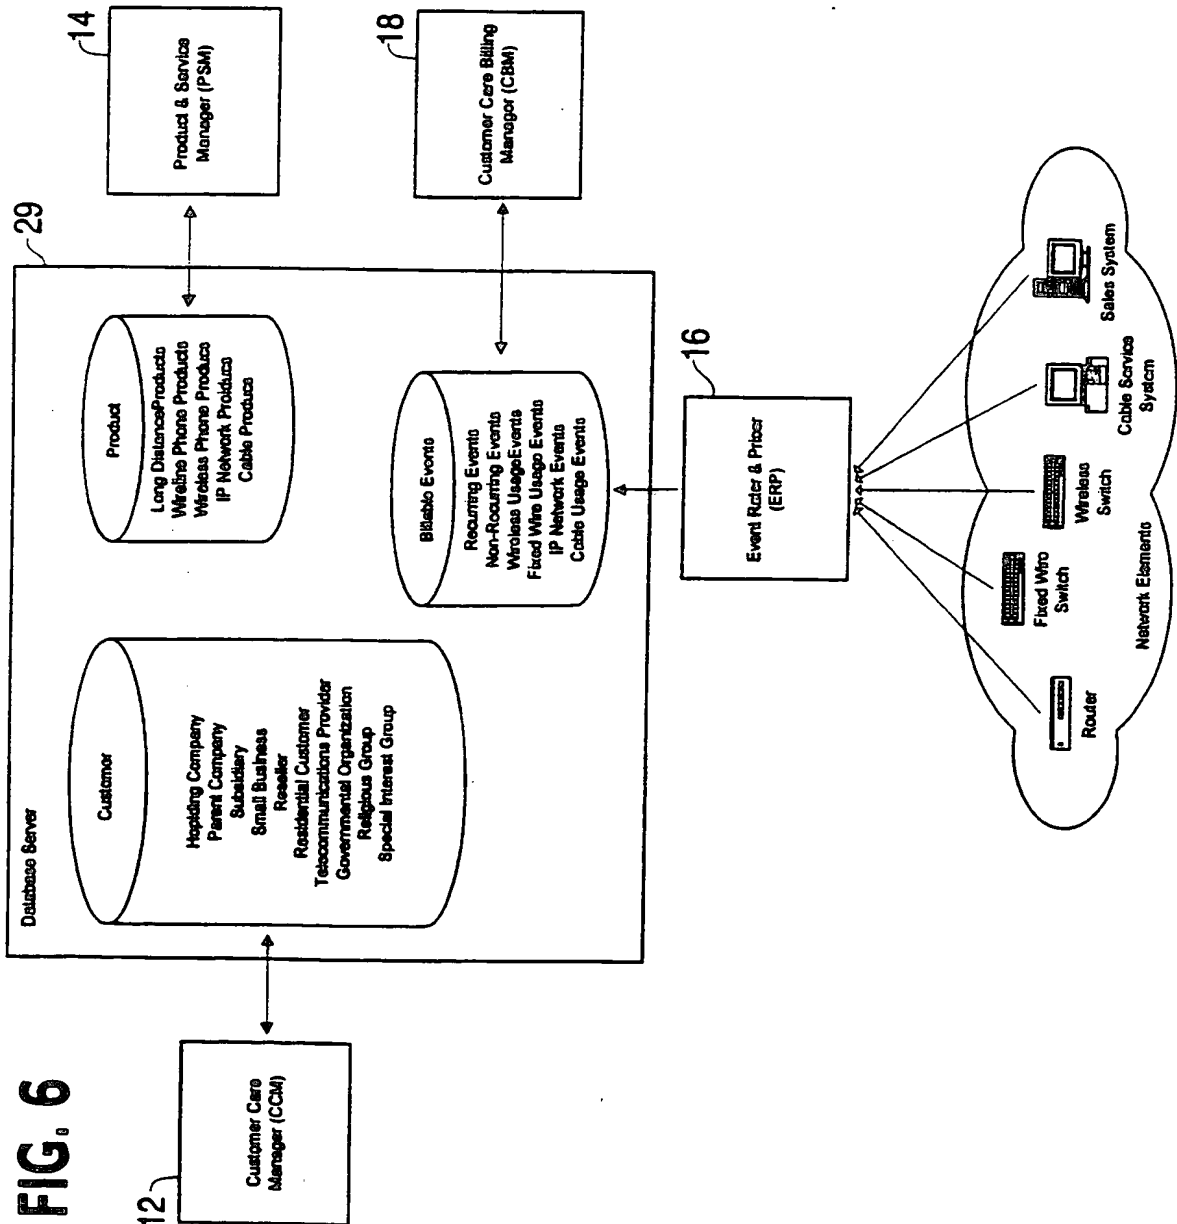 FIG. 6
12
Customer Care
Manager (CCM)
Database Server
29
Customer
Hoplding Company
Parent Company
Subsidiary
Small Business
Reseller
Residential Customer
Telecommunications Provider
Governmental Organization
Religious Group
Special Interest Group
Product
Long DistanceProducts
Wireline Phone Products
Wireless Phone Produes
IP Network Prolducs
Cable Producs
14
Product & Service
Manager (PSM)
Billable Events
Recurring Events
Non-Recurring Events
Wireless UsageEvents
Fixed Wire Usage Events
IP Network Events
Cable Usage Events
18
Customer Care Billing
Manager (CBM)
16
Event Rater & Pricer
(ERP)
Router
Fixed Wire
Switch
Wireless
Switch
Cable Service
System
Sales System
Network Elements